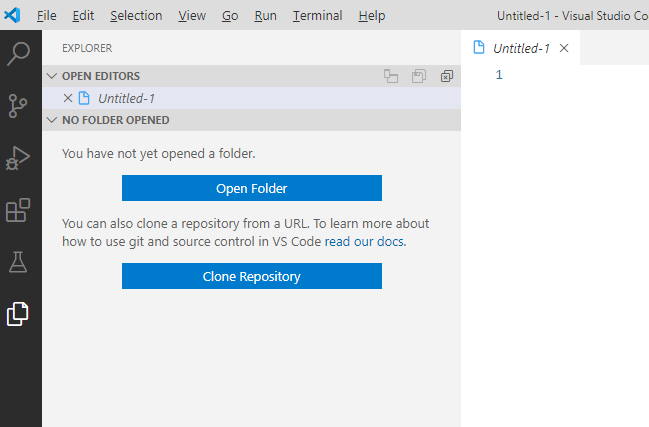 File Edit Selection View Go Run Terminal Help Untitled-1 - Visual Studio Co
EXPLORER
Untitled-1
OPEN EDITORS
Untitled-1
NO FOLDER OPENED
You have not yet opened a folder.
Open Folder
You can also clone a repository from a URL. To learn more about
how to use git and source control in VS Code read our docs.
Clone Repository
1